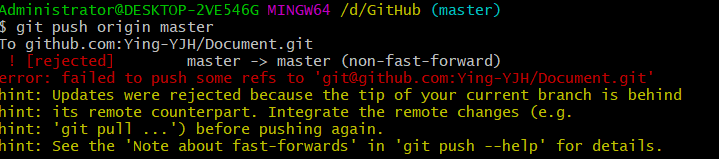 Administrator@DESKTOP-2VE546G MINGW64 /d/GitHub (master)
$ git push origin master
To github.com:Ying-YJH/Document.git
 ! [rejected]        master -> master (non-fast-forward)
error: failed to push some refs to 'git@github.com:Ying-YJH/Document.git'
hint: Updates were rejected because the tip of your current branch is behind
hint: its remote counterpart. Integrate the remote changes (e.g.
hint: 'git pull ...') before pushing again.
hint: See the 'Note about fast-forwards' in 'git push --help' for details.